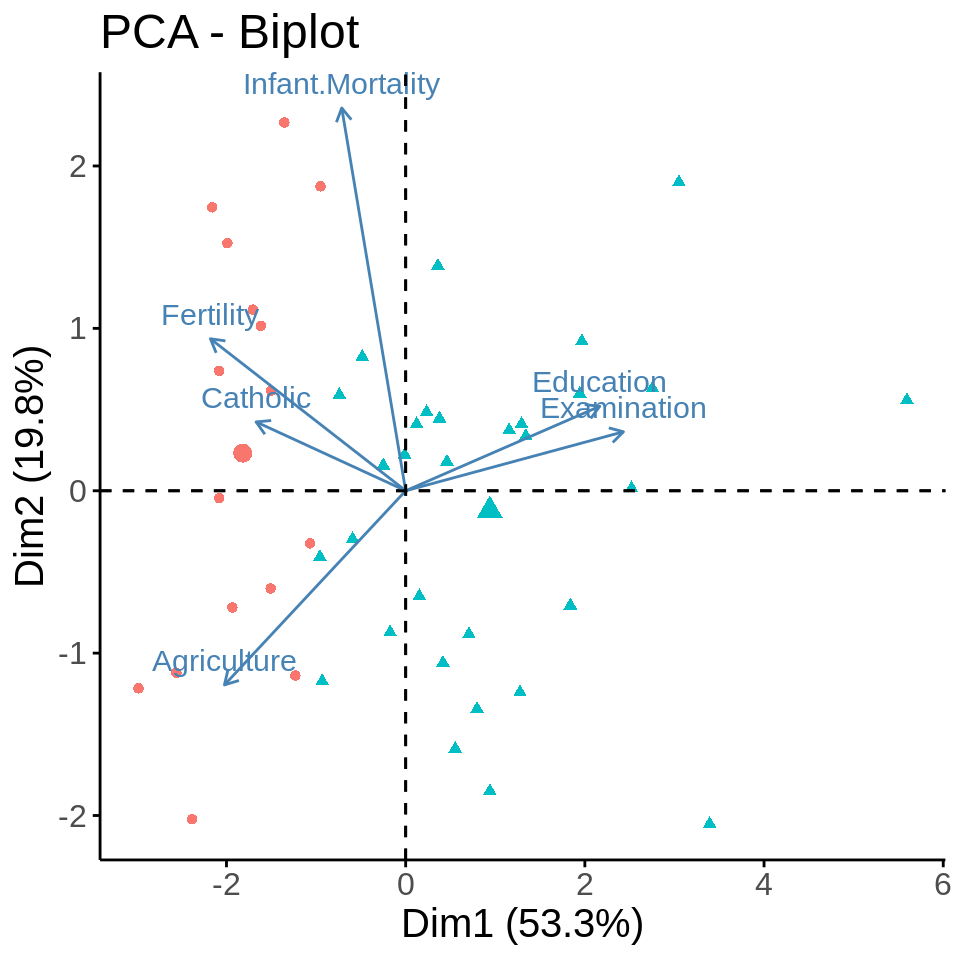 PCA - Biplot
Infant.Mortality
Fertility
Catholic
Education
Examination
Agriculture
Dim2 (19.8%)
2
1
0
-1
-2
-2
0
2
4
6
Dim1 (53.3%)